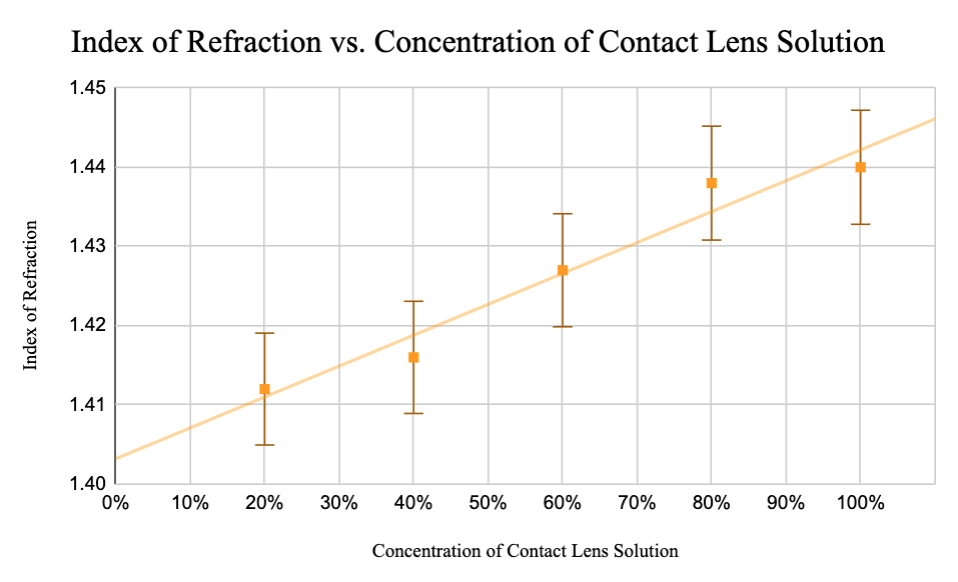 Index of Refraction vs. Concentration of Contact Lens Solution
1.45
1.44
1.43
1.42
1.41
1.40
Index of Refraction
0% 10% 20% 30% 40% 50% 60% 70% 80% 90% 100%
Concentration of Contact Lens Solution